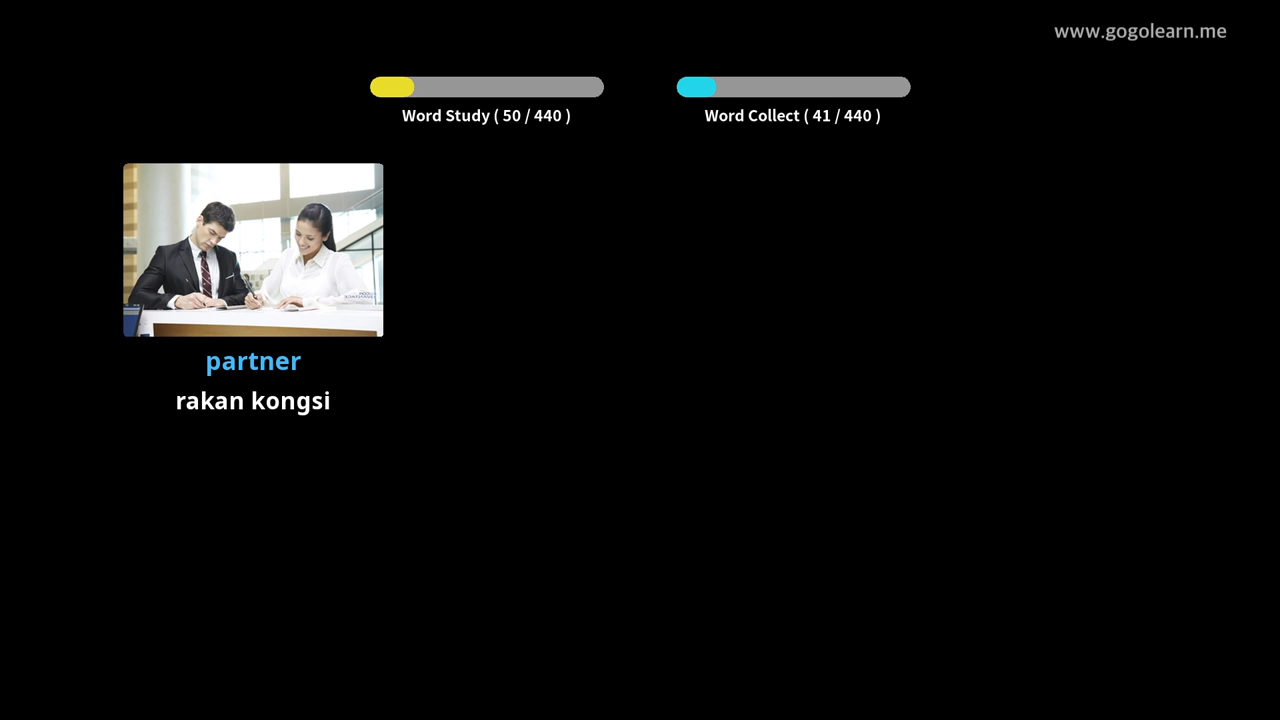 www.gogolearn.me
Word Study ( 50 / 440 )
Word Collect ( 41 / 440 )
partner
rakan kongsi